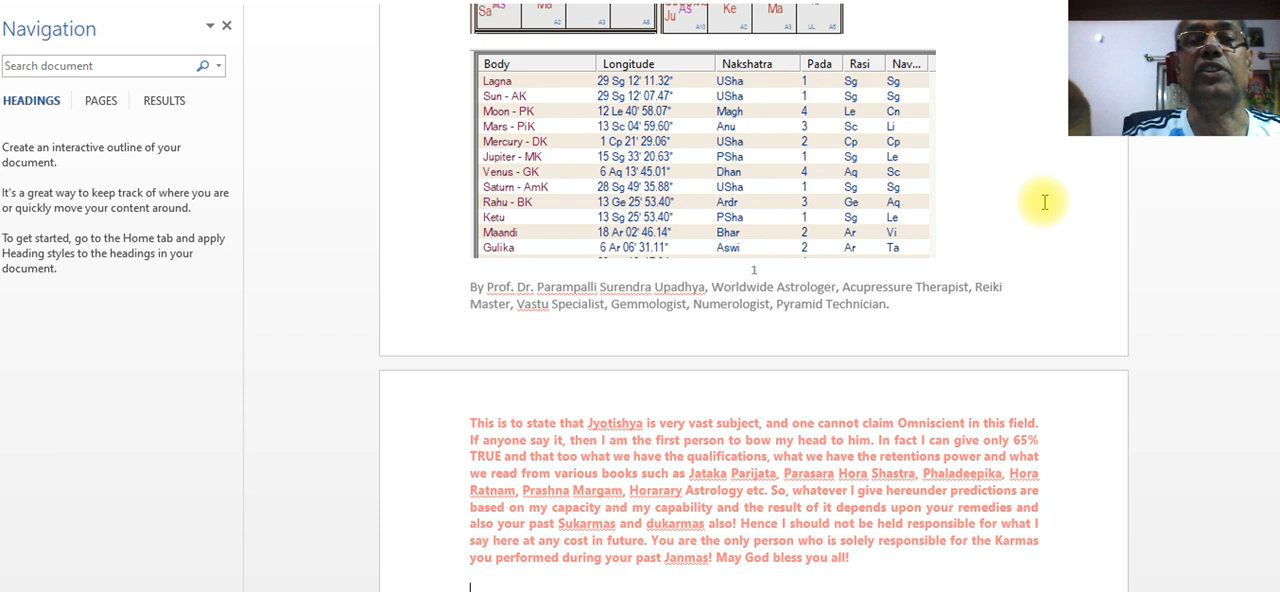 Navigation
Search document
HEADINGS PAGES RESULTS
Create an interactive outline of your
document.
It's a great way to keep track of where you are
or quickly move your content around.
To get started, go to the Home tab and apply
Heading styles to the headings in your
document.
Sa AS Ma A2 A3 A8
Ju As A10 Ke A2 Ma A3 UL A6
Body Longitude Nakshatra Pada Rasi Nav...
Lagna 29 Sg 12' 11.32" USha 1 Sg Sg
Sun - AK 29 Sg 12' 07.47" USha 1 Sg Sg
Moon - PK 12 Le 40' 58.07" Magh 4 Le Cn
Mars - PiK 13 Sc 04' 59.60" Anu 3 Sc Li
Mercury - DK 1 Cp 21' 29.06" USha 2 Cp Cp
Jupiter - MK 15 Sg 33' 20.63" PSha 1 Sg Le
Venus - GK 6 Aq 13' 45.01" Dhan 4 Aq Sc
Saturn - AmK 28 Sg 49' 35.88" USha 1 Sg Sg
Rahu - BK 13 Ge 25' 53.40" Ardr 3 Ge Aq
Ketu 13 Sg 25' 53.40" PSha 1 Sg Le
Maandi 18 Ar 02' 46.14" Bhar 2 Ar Vi
Gulika 6 Ar 06' 31.11" Aswi 2 Ar Ta
1
By Prof. Dr. Parampalli Surendra Upadhya, Worldwide Astrologer, Acupressure Therapist, Reiki
Master, Vastu Specialist, Gemmologist, Numerologist, Pyramid Technician.
This is to state that Jyotishya is very vast subject, and one cannot claim Omniscient in this field.
If anyone say it, then I am the first person to bow my head to him. In fact I can give only 65%
TRUE and that too what we have the qualifications, what we have the retentions power and what
we read from various books such as Jataka Parijata, Parasara Hora Shastra, Phaladeepika, Hora
Ratnam, Prashna Margam, Horarary Astrology etc. So, whatever I give hereunder predictions are
based on my capacity and my capability and the result of it depends upon your remedies and
also your past Sukarmas and dukarmas also! Hence I should not be held responsible for what I
say here at any cost in future. You are the only person who is solely responsible for the Karmas
you performed during your past Janmas! May God bless you all!